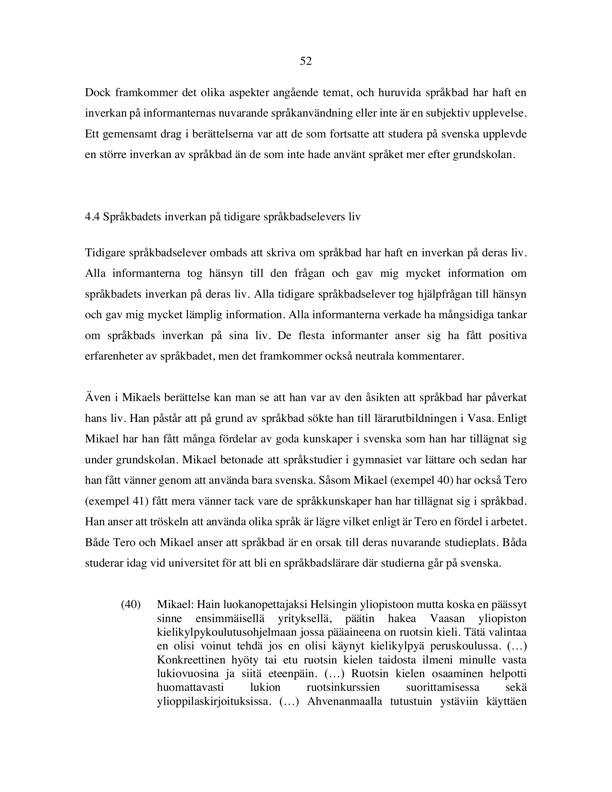 52
Dock framkommer det olika aspekter angående temat, och huruvida språkbad har haft en
inverkan på informanternas nuvarande språkanvändning eller inte är en subjektiv upplevelse.
Ett gemensamt drag i berättelserna var att de som fortsatte att studera på svenska upplevde
en större inverkan av språkbad än de som inte hade använt språket mer efter grundskolan.
4.4 Språkbadets inverkan på tidigare språkbadselevers liv
Tidigare språkbadselever ombads att skriva om språkbad har haft en inverkan på deras liv.
Alla informanterna tog hänsyn till den frågan och gav mig mycket information om
språkbadets inverkan på deras liv. Alla tidigare språkbadselever tog hjälpfrågan till hänsyn
och gav mig mycket lämplig information. Alla informanterna verkade ha mångsidiga tankar
om språkbads inverkan på sina liv. De flesta informanter anser sig ha fått positiva
erfarenheter av språkbadet, men det framkommer också neutrala kommentarer.
Även i Mikaels berättelse kan man se att han var av den åsikten att språkbad har påverkat
hans liv. Han påstår att på grund av språkbad sökte han till lärarutbildningen i Vasa. Enligt
Mikael har han fått många fördelar av goda kunskaper i svenska som han har tillägnat sig
under grundskolan. Mikael betonade att språkstudier i gymnasiet var lättare och sedan har
han fått vänner genom att använda bara svenska. Såsom Mikael (exempel 40) har också Tero
(exempel 41) fått mera vänner tack vare de språkkunskaper han har tillägnat sig i språkbad.
Han anser att tröskeln att använda olika språk är lägre vilket enligt är Tero en fördel i arbetet.
Både Tero och Mikael anser att språkbad är en orsak till deras nuvarande studieplats. Båda
studerar idag vid universitet för att bli en språkbadslärare där studierna går på svenska.
(40) Mikael: Hain luokanopettajaksi Helsingin yliopistoon mutta koska en päässyt
sinne ensimmäisellä yrityksellä, päätin hakea Vaasan yliopiston
kielikylpykoulutusohjelmaan jossa pääaineena on ruotsin kieli. Tätä valintaa
en olisi voinut tehdä jos en olisi käynyt kielikylpyä peruskoulussa. (…)
Konkreettinen hyöty tai etu ruotsin kielen taidosta ilmeni minulle vasta
lukiovuosina ja siitä eteenpäin. (…) Ruotsin kielen osaaminen helpotti
huomattavasti lukion ruotsinkurssien suorittamisessa sekä
ylioppilaskirjoituksissa. (…) Ahvenanmaalla tutustuin ystäviin käyttäen